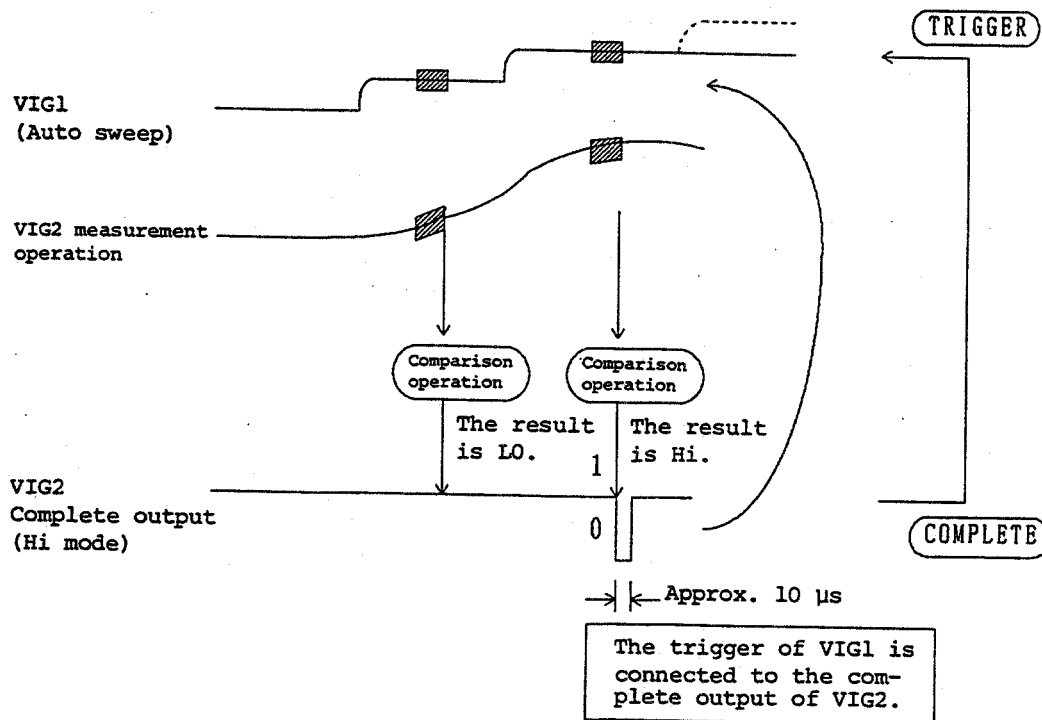 TRIGGER
VIG1
(Auto sweep)
VIG2 measurement
operation
Comparison
operation
Comparison
operation
The result
is LO.
The result
is Hi.
1
VIG2
Complete output
(Hi mode)
0
COMPLETE
Approx. 10 µs
The trigger of VIG1 is
connected to the com-
plete output of VIG2.